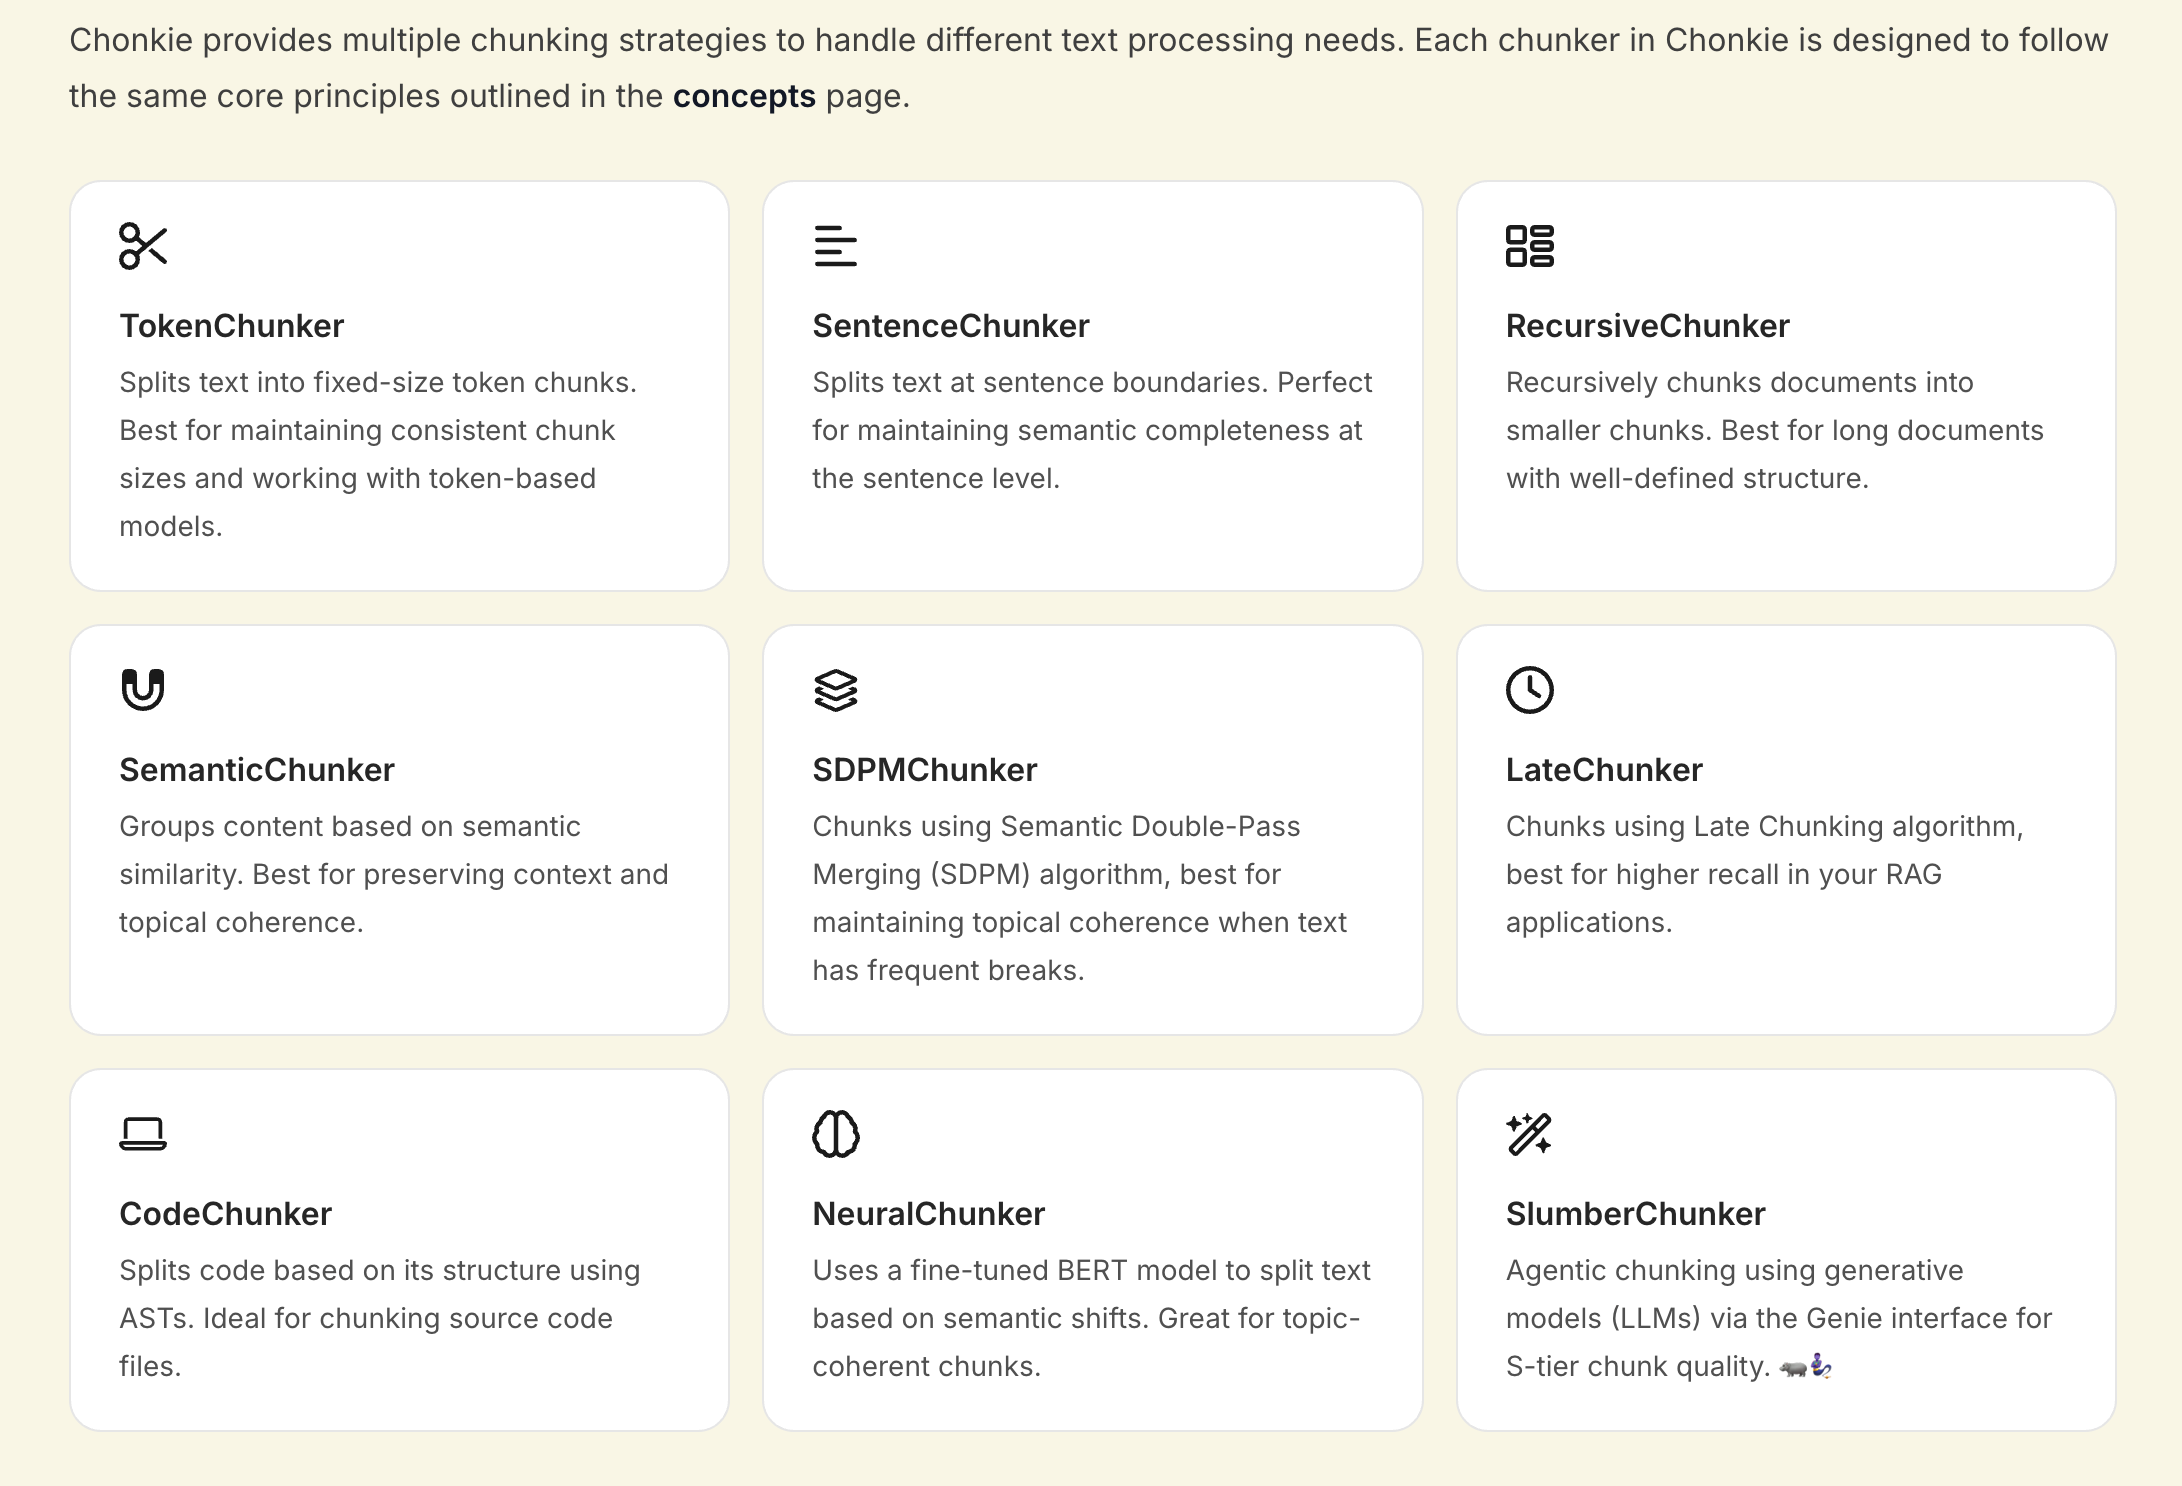 Chonkie provides multiple chunking strategies to handle different text processing needs. Each chunker in Chonkie is designed to follow
the same core principles outlined in the concepts page.
TokenChunker
Splits text into fixed-size token chunks.
Best for maintaining consistent chunk
sizes and working with token-based
models.
SentenceChunker
Splits text at sentence boundaries. Perfect
for maintaining semantic completeness at
the sentence level.
RecursiveChunker
Recursively chunks documents into
smaller chunks. Best for long documents
with well-defined structure.
SemanticChunker
Groups content based on semantic
similarity. Best for preserving context and
topical coherence.
SDPMChunker
Chunks using Semantic Double-Pass
Merging (SDPM) algorithm, best for
maintaining topical coherence when text
has frequent breaks.
LateChunker
Chunks using Late Chunking algorithm,
best for higher recall in your RAG
applications.
CodeChunker
Splits code based on its structure using
ASTs. Ideal for chunking source code
files.
NeuralChunker
Uses a fine-tuned BERT model to split text
based on semantic shifts. Great for topic-
coherent chunks.
SlumberChunker
Agentic chunking using generative
models (LLMs) via the Genie interface for
S-tier chunk quality. 🦛🧞